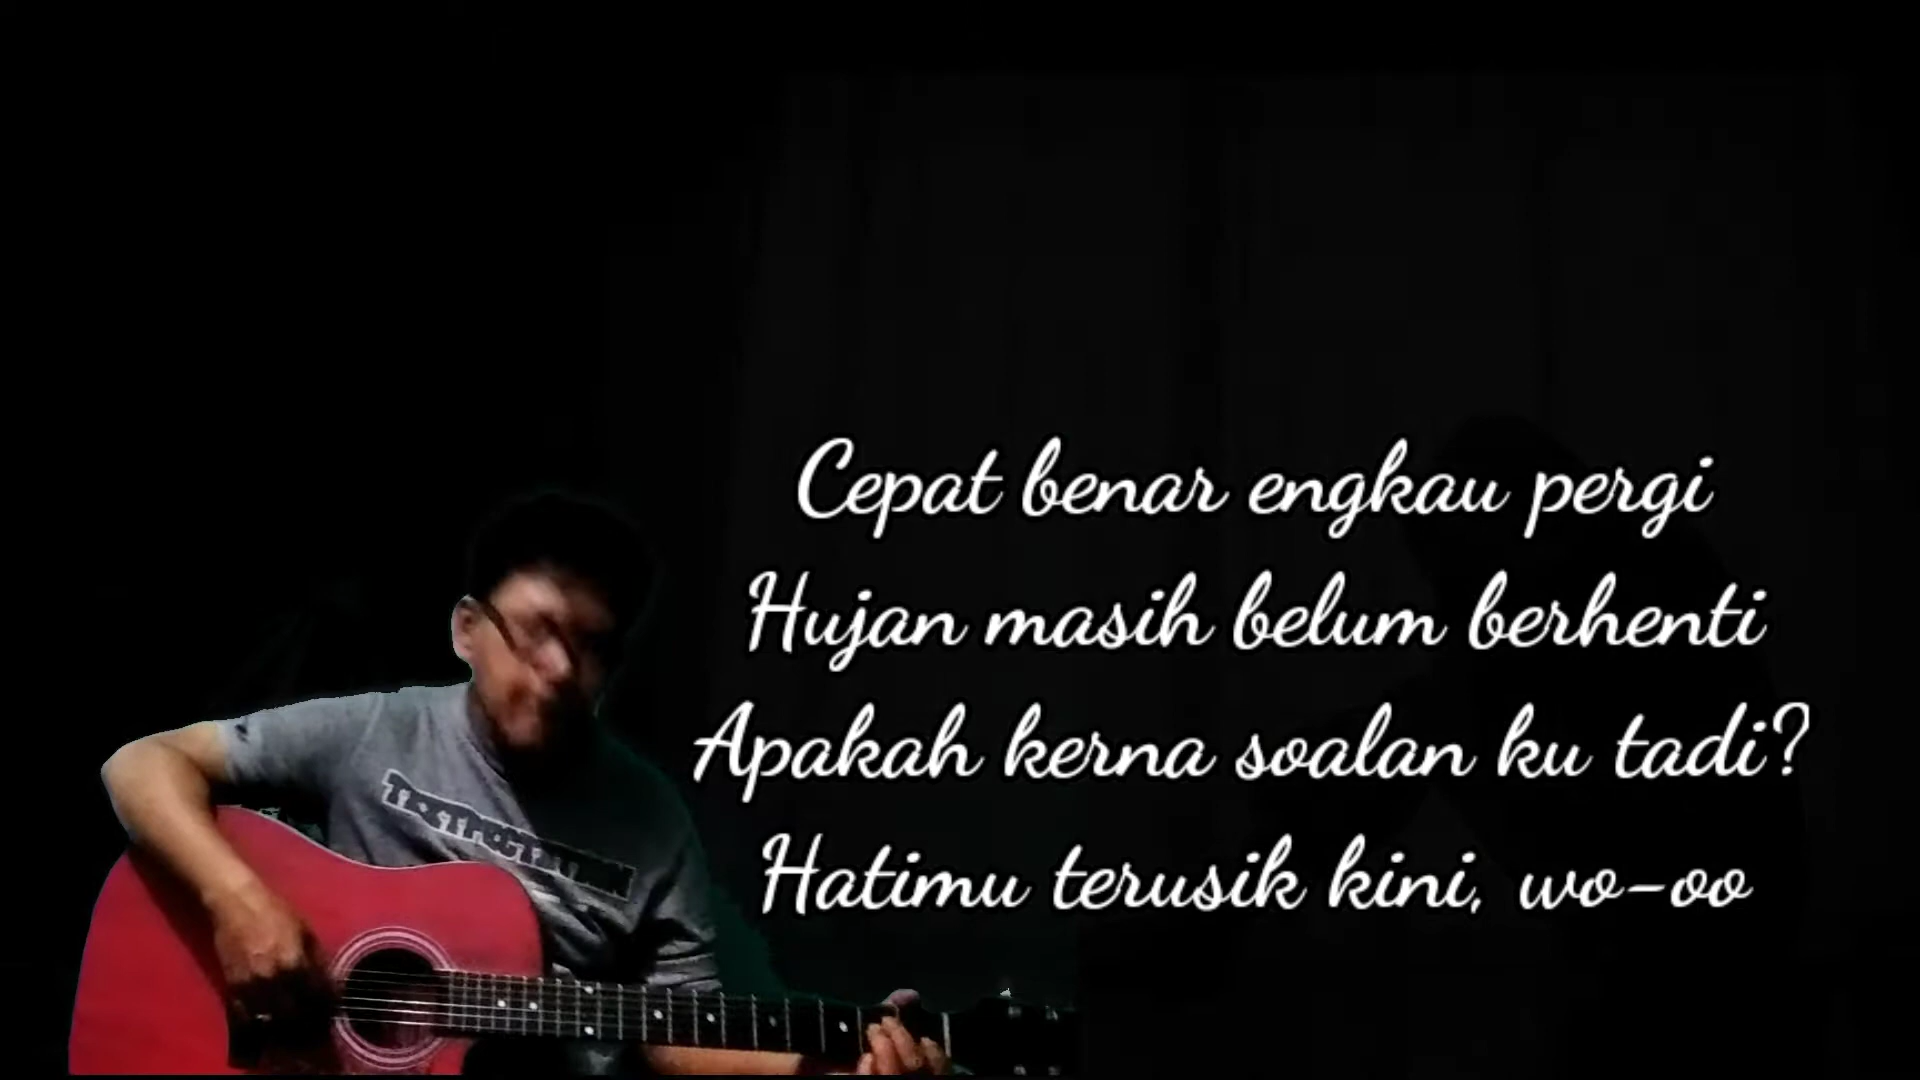 Cepat benar engkau pergi
Hujan masih belum berhenti
Apakah kerna soalan ku tadi?
Hatimu terusik kini, wo-oo